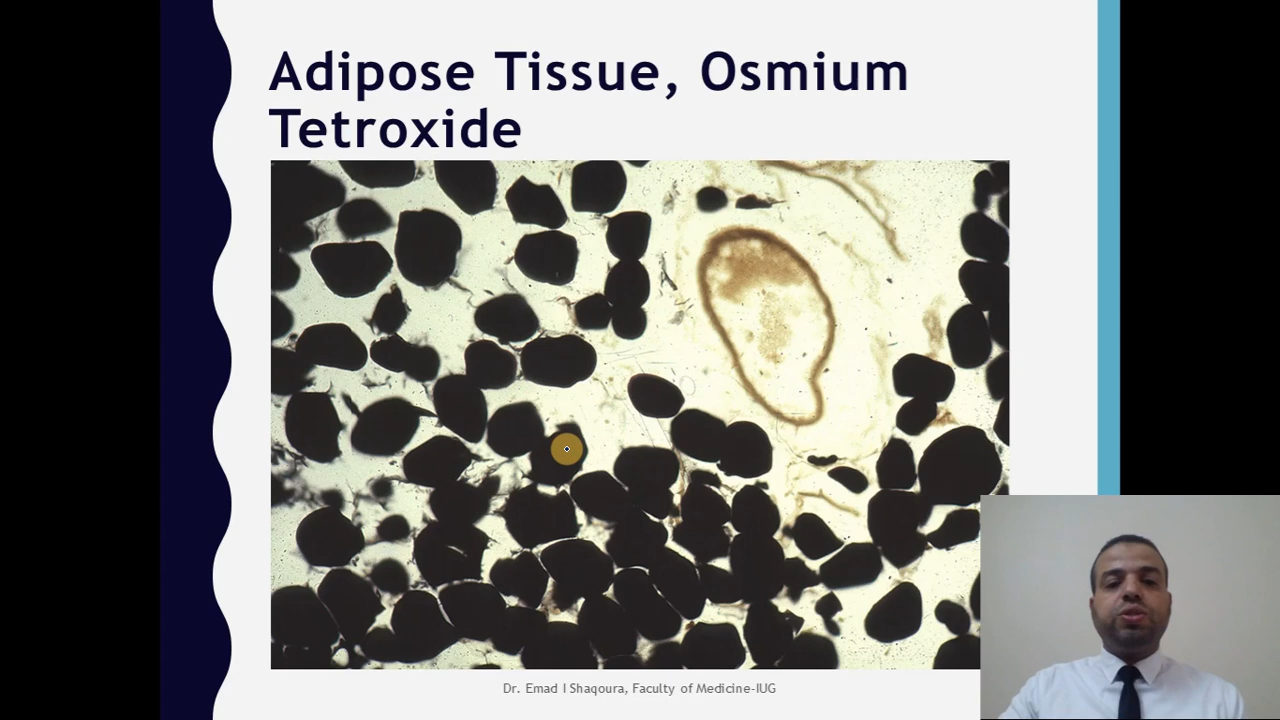 Adipose Tissue, Osmium
Tetroxide
Dr. Emad I Shaqoura, Faculty of Medicine-IUG